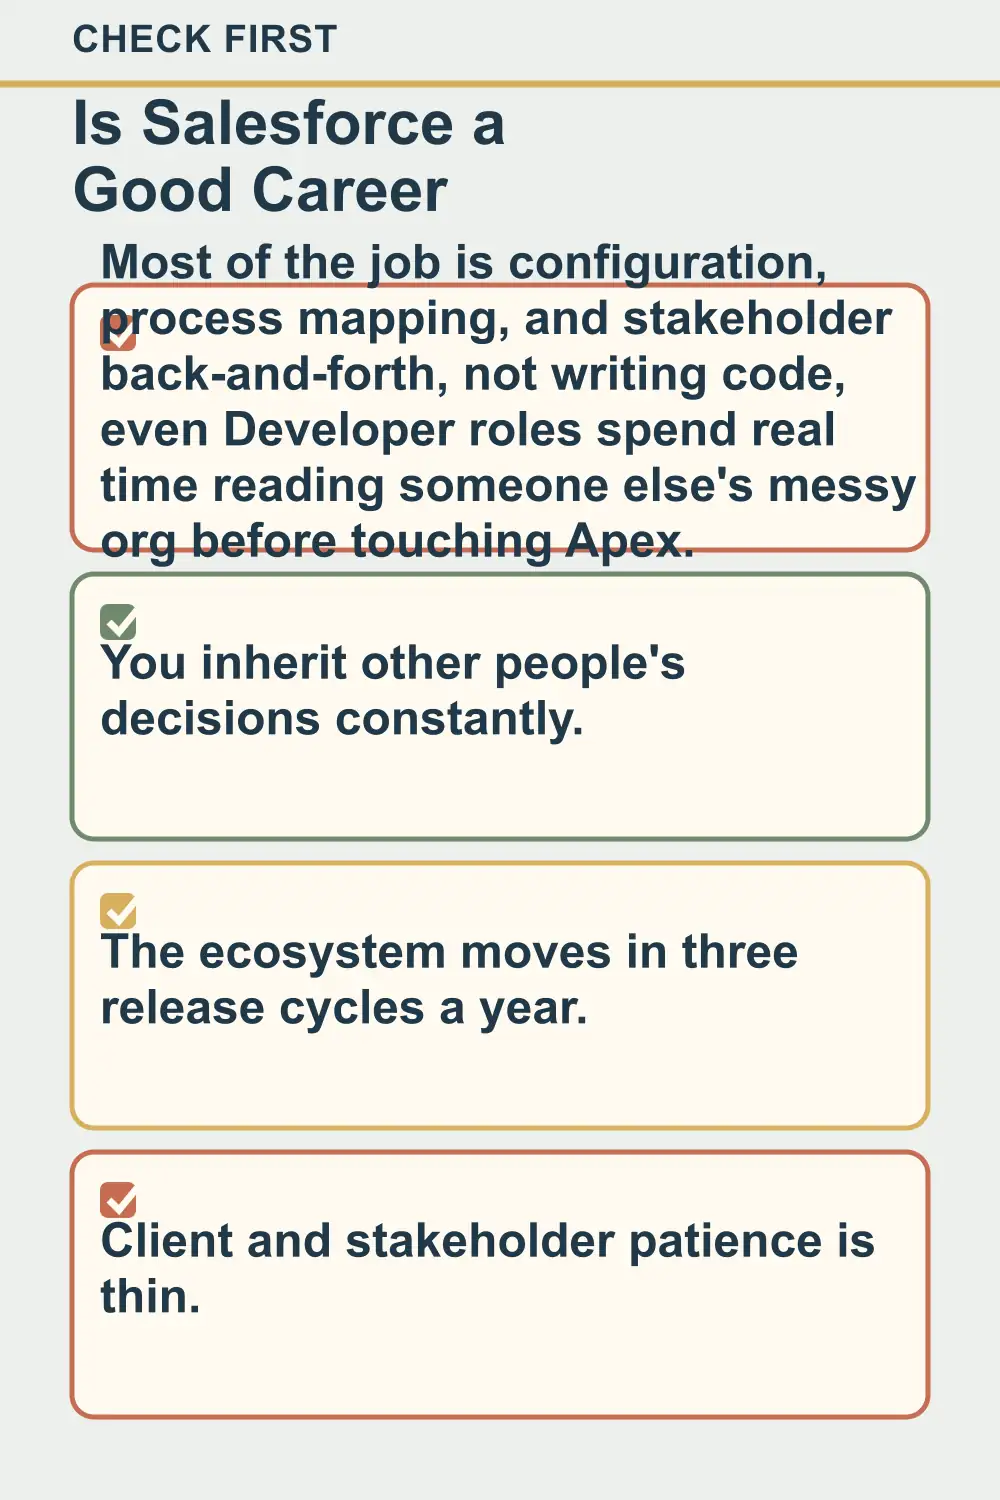 CHECK FIRST
Is Salesforce a
Good Career
Most of the job is configuration,
process mapping, and stakeholder
back-and-forth, not writing code,
even Developer roles spend real
time reading someone else's messy
org before touching Apex.
You inherit other people's
decisions constantly.
The ecosystem moves in three
release cycles a year.
Client and stakeholder patience is
thin.